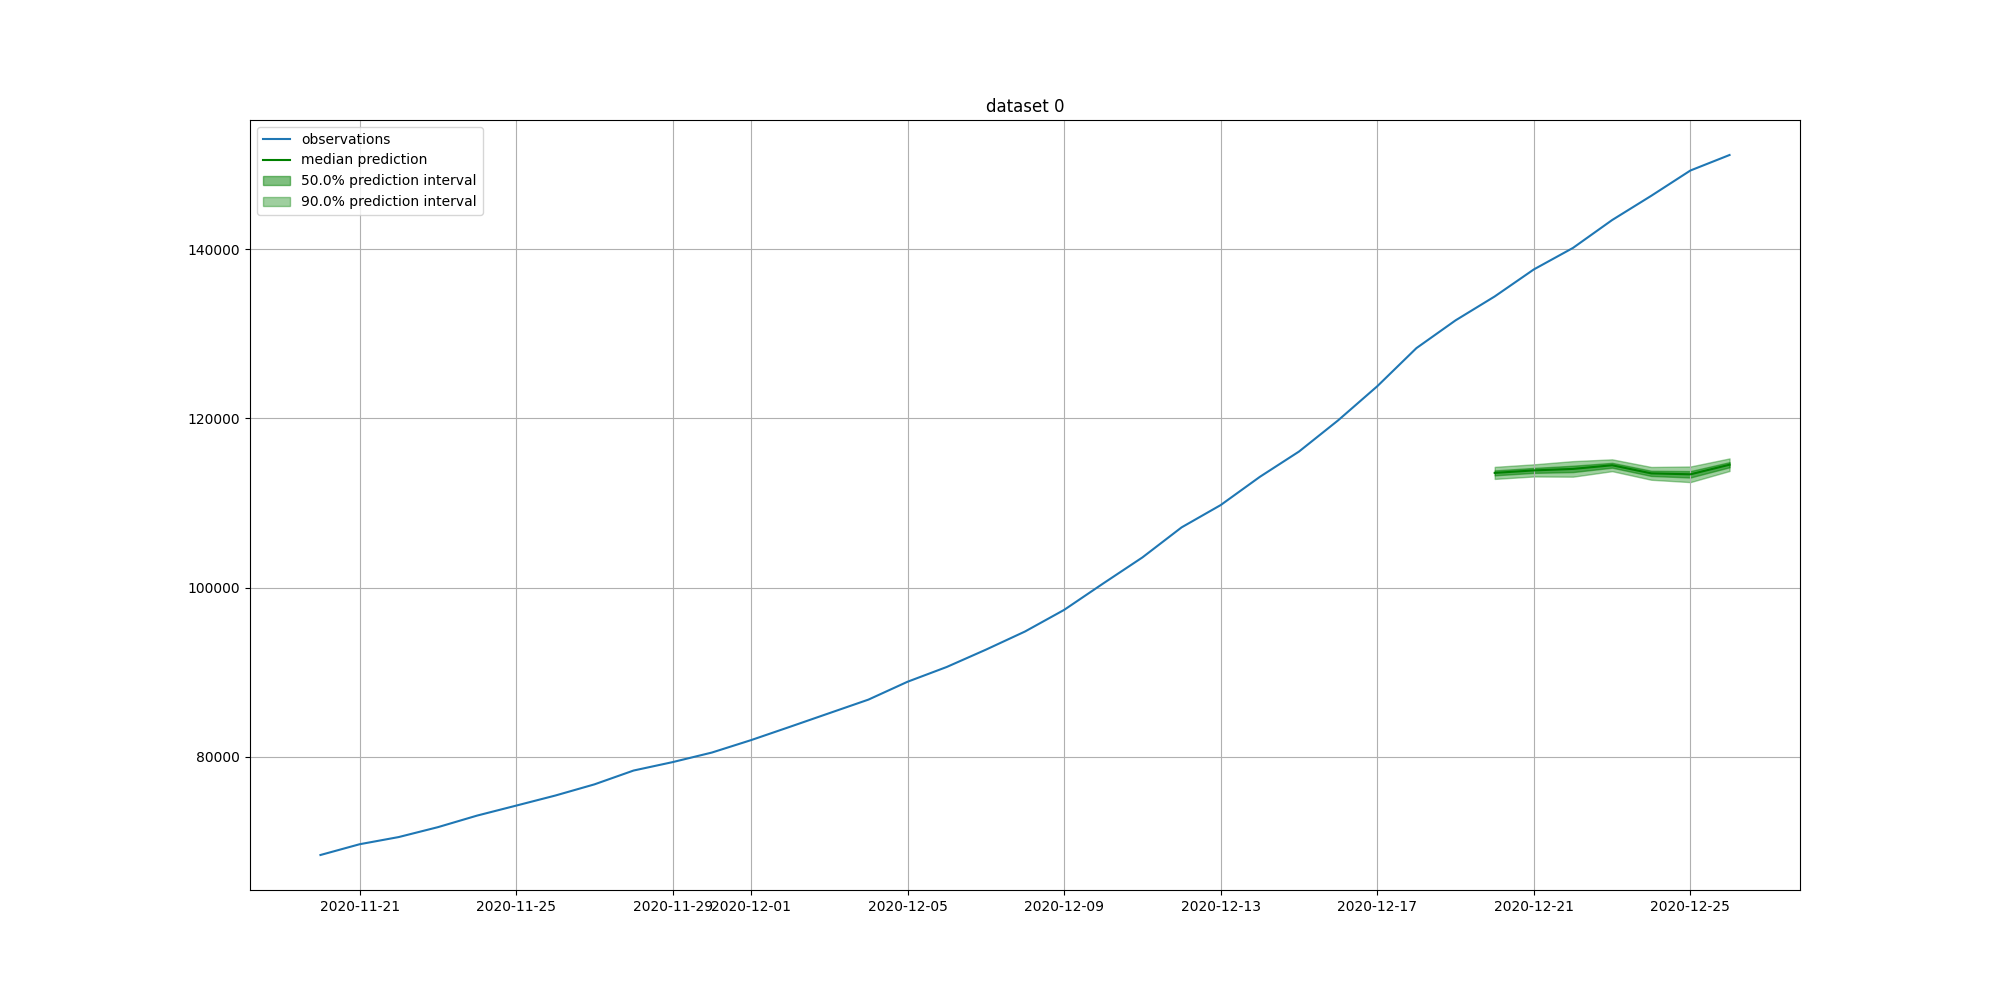 dataset 0
observations
median prediction
50.0% prediction interval
90.0% prediction interval
140000
120000
100000
80000
2020-11-21 2020-11-25 2020-11-29 2020-12-01 2020-12-05 2020-12-09 2020-12-13 2020-12-17 2020-12-21 2020-12-25